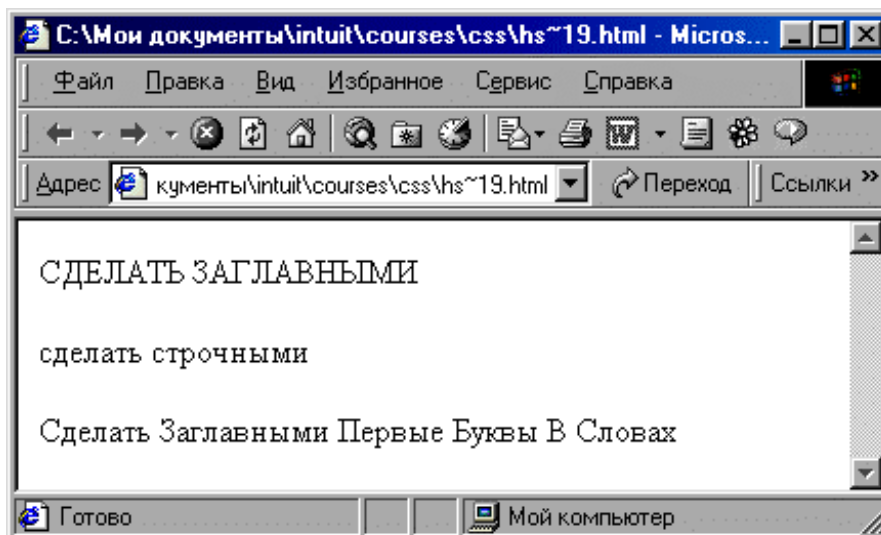 C:\Мои документы\intuit\courses\css\hs~19.html - Micros...
Файл Правка Вид Избранное Сервис Справка
Адрес кументы\intuit\courses\css\hs~19.html Переход Ссылки »
СДЕЛАТЬ ЗАГЛАВНЫМИ
сделать строчными
Сделать Заглавными Первые Буквы В Словах
Готово Мой компьютер